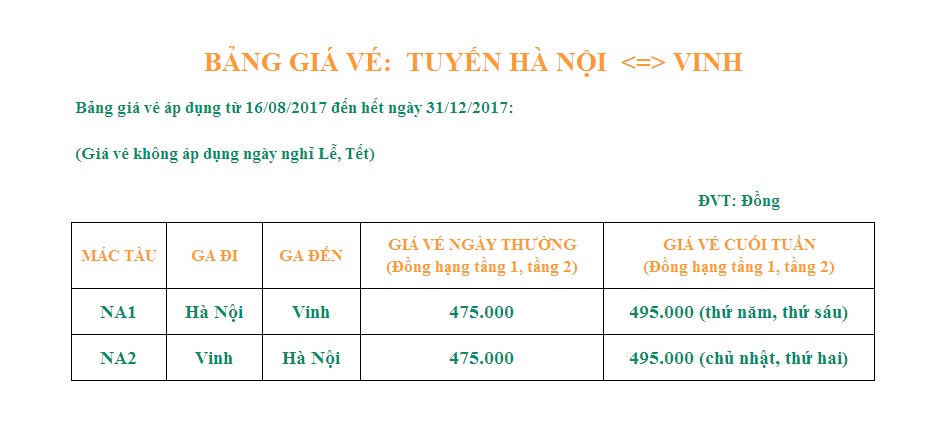 BẢNG GIÁ VÉ: TUYẾN HÀ NỘI <=> VINH
Bảng giá vé áp dụng từ 16/08/2017 đến hết ngày 31/12/2017:
(Giá vé không áp dụng ngày nghỉ Lễ, Tết)
ĐVT: Đồng
MÁC TÀU GA ĐI GA ĐẾN GIÁ VÉ NGÀY THƯỜNG (Đồng hạng tầng 1, tầng 2) GIÁ VÉ CUỐI TUẦN (Đồng hạng tầng 1, tầng 2)
NA1 Hà Nội Vinh 475.000 495.000 (thứ năm, thứ sáu)
NA2 Vinh Hà Nội 475.000 495.000 (chủ nhật, thứ hai)